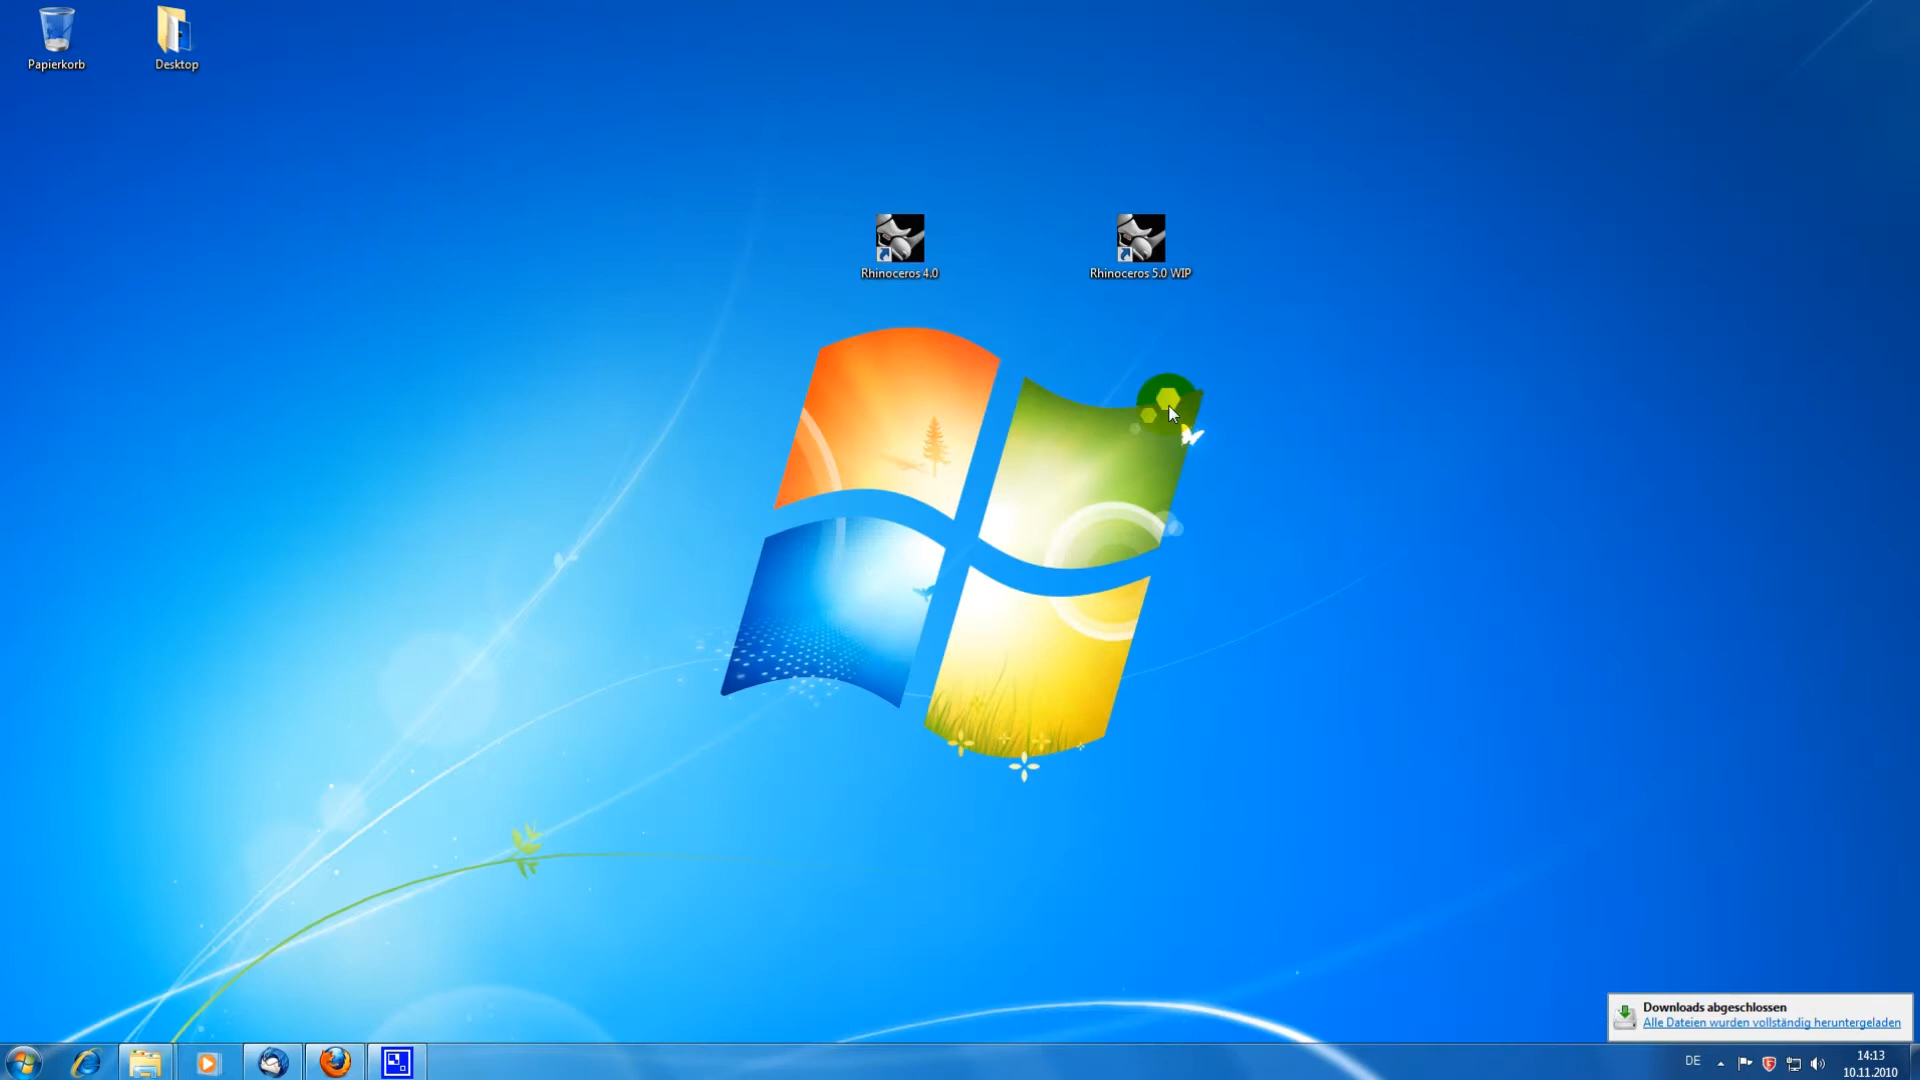 Papierkorb
Desktop
Rhinoceros 4.0
Rhinoceros 5.0 WIP
Downloads abgeschlossen
Alle Dateien wurden vollständig heruntergeladen
DE
14:13
10.11.2010